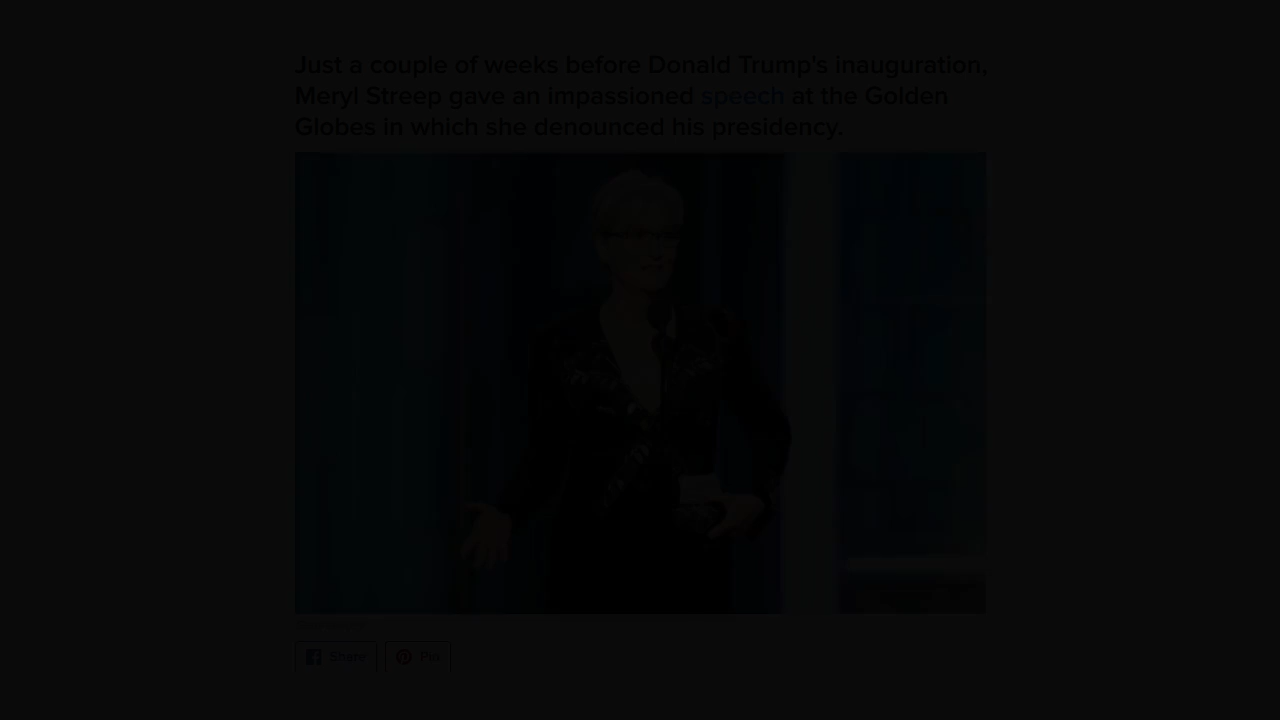 Just a couple of weeks before Donald Trump's inauguration,
Meryl Streep gave an impassioned speech at the Golden
Globes in which she denounced his presidency.
Share Pin